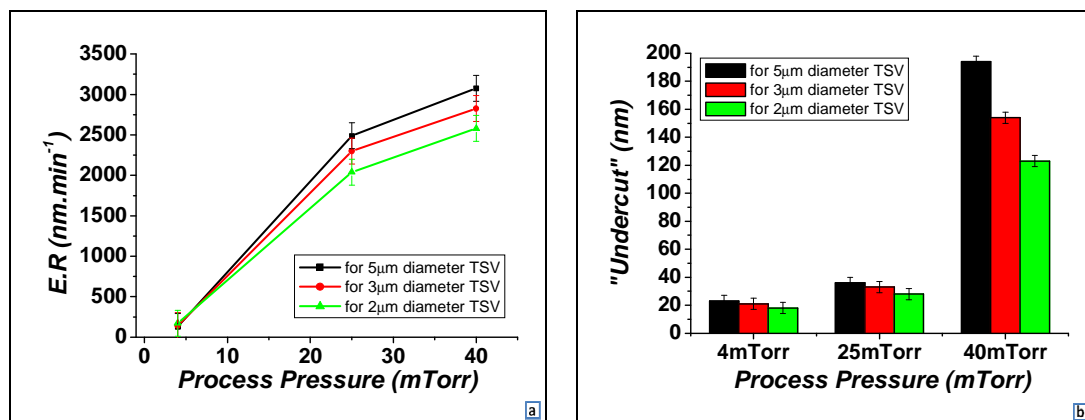 3500
3000
2500
2000
1500
1000
500
0
E.R (nm.min⁻¹)
for 5μm diameter TSV
for 3μm diameter TSV
for 2μm diameter TSV
0 10 20 30 40
Process Pressure (mTorr)
a
200
180
160
140
120
100
80
60
40
20
0
"Undercut" (nm)
for 5μm diameter TSV
for 3μm diameter TSV
for 2μm diameter TSV
4mTorr 25mTorr 40mTorr
Process Pressure (mTorr)
b